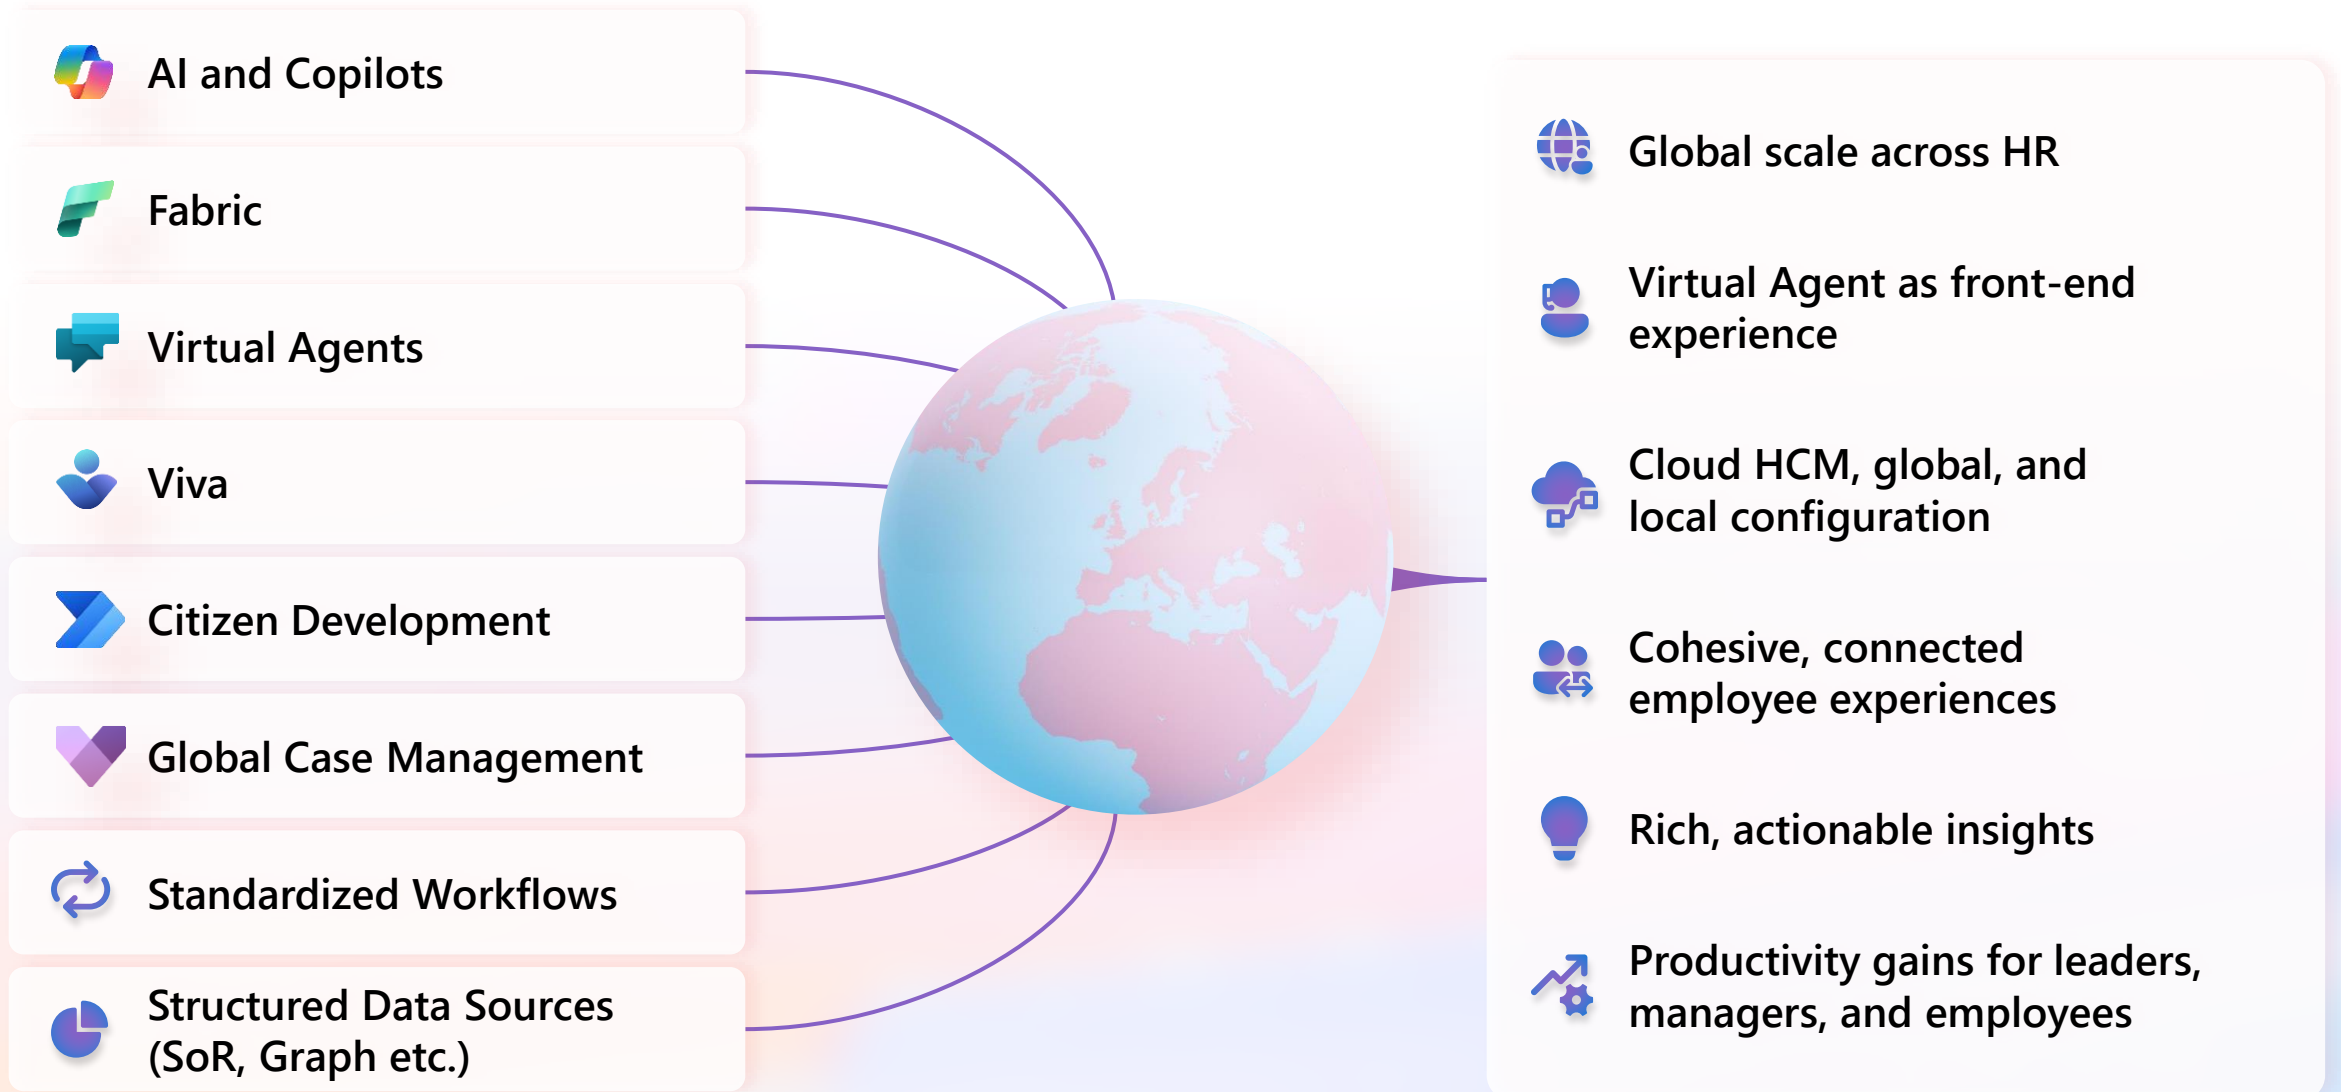 AI and Copilots
Fabric
Virtual Agents
Viva
Citizen Development
Global Case Management
Standardized Workflows
Structured Data Sources
(SoR, Graph etc.)
Global scale across HR
Virtual Agent as front-end
experience
Cloud HCM, global, and
local configuration
Cohesive, connected
employee experiences
Rich, actionable insights
Productivity gains for leaders,
managers, and employees